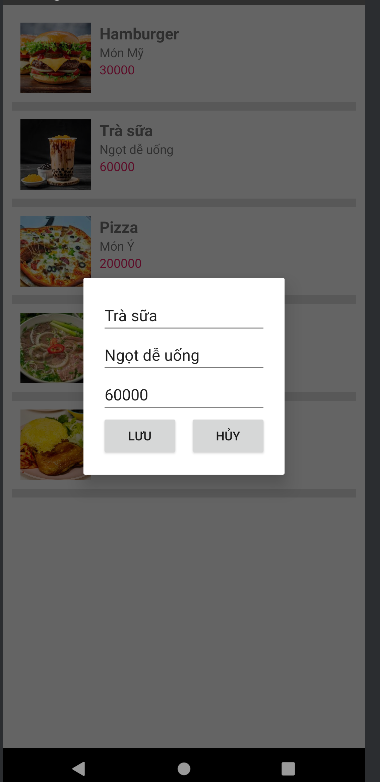 Hamburger
Món Mỹ
30000
Trà sữa
Ngọt dễ uống
60000
Pizza
Món Ý
200000
Trà sữa
Ngọt dễ uống
60000
LƯU HỦY